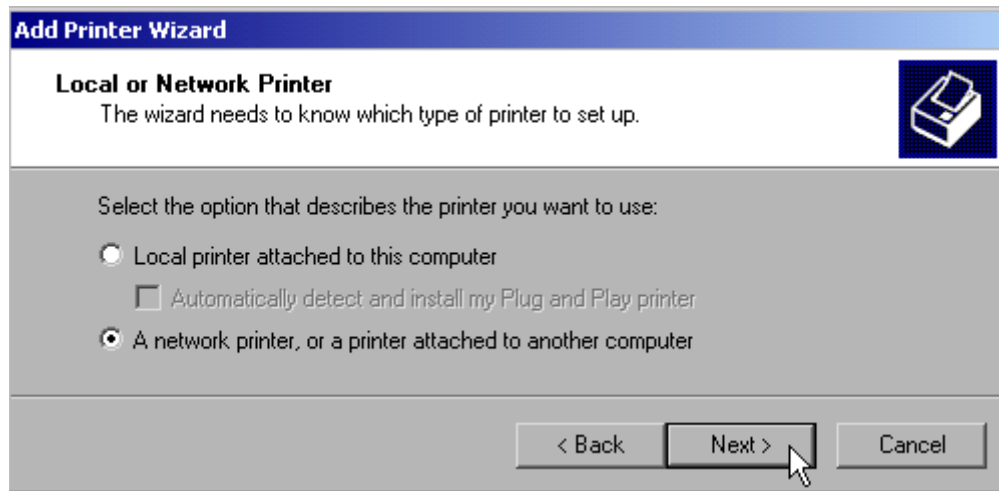 Add Printer Wizard
Local or Network Printer
The wizard needs to know which type of printer to set up.
Select the option that describes the printer you want to use:
Local printer attached to this computer
Automatically detect and install my Plug and Play printer
A network printer, or a printer attached to another computer
< Back Next > Cancel